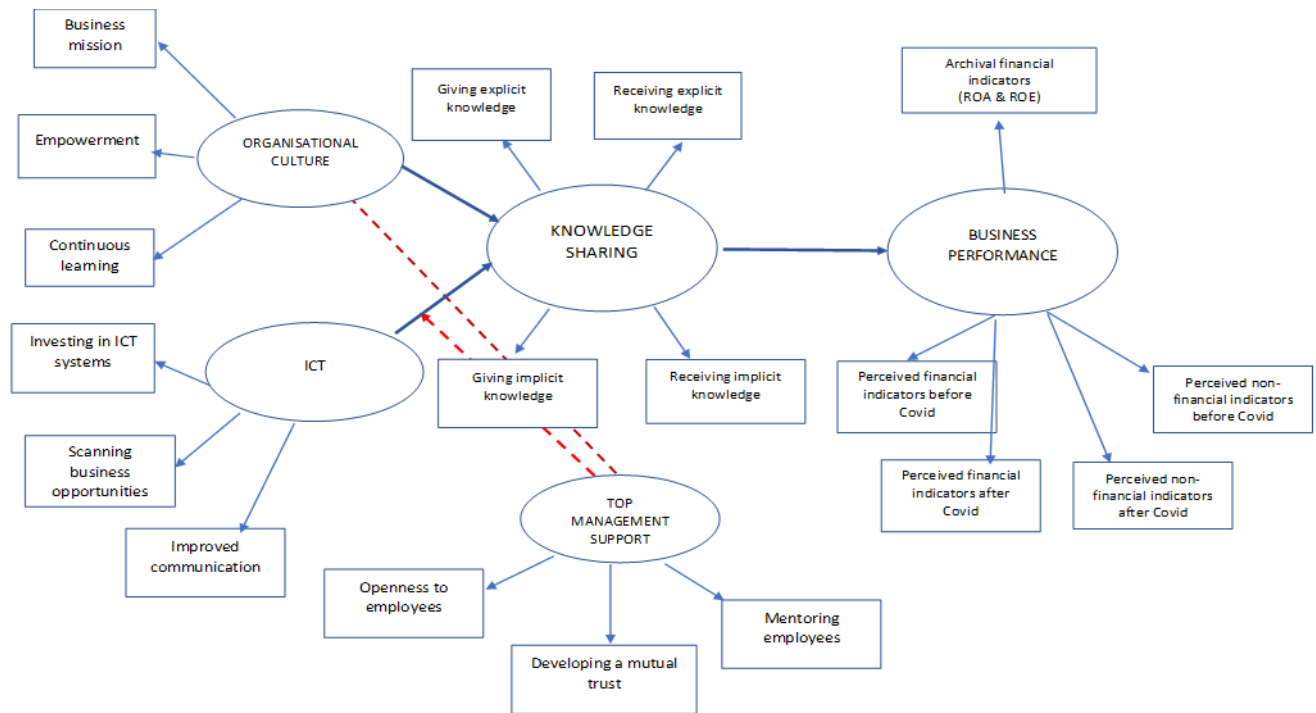 Business
mission
Empowerment
Continuous
learning
ORGANISATIONAL
CULTURE
Giving explicit
knowledge
Receiving explicit
knowledge
Archival financial
indicators
(ROA & ROE)
KNOWLEDGE
SHARING
BUSINESS
PERFORMANCE
Investing in ICT
systems
ICT
Scanning
business
opportunities
Improved
communication
Giving implicit
knowledge
Receiving implicit
knowledge
Perceived financial
indicators before
Covid
Perceived non-
financial indicators
before Covid
Perceived financial
indicators after
Covid
Perceived non-
financial indicators
after Covid
TOP
MANAGEMENT
SUPPORT
Openness to
employees
Developing a mutual
trust
Mentoring
employees